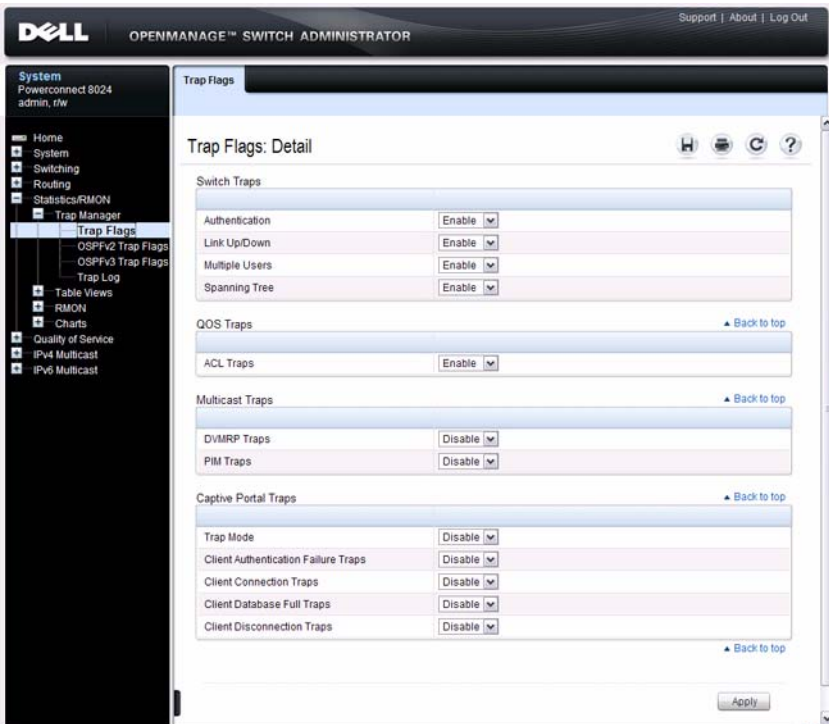 Support | About | Log Out
DELL OPENMANAGE™ SWITCH ADMINISTRATOR
System
Powerconnect 8024
admin, r/w
Home
System
Switching
Routing
Statistics/RMON
Trap Manager
Trap Flags
OSPFv2 Trap Flags
OSPFv3 Trap Flags
Trap Log
Table Views
RMON
Charts
Quality of Service
IPv4 Multicast
IPv6 Multicast
Trap Flags
Trap Flags: Detail
Switch Traps
Authentication Enable
Link Up/Down Enable
Multiple Users Enable
Spanning Tree Enable
QOS Traps Back to top
ACL Traps Enable
Multicast Traps Back to top
DVMRP Traps Disable
PIM Traps Disable
Captive Portal Traps Back to top
Trap Mode Disable
Client Authentication Failure Traps Disable
Client Connection Traps Disable
Client Database Full Traps Disable
Client Disconnection Traps Disable
Back to top
Apply